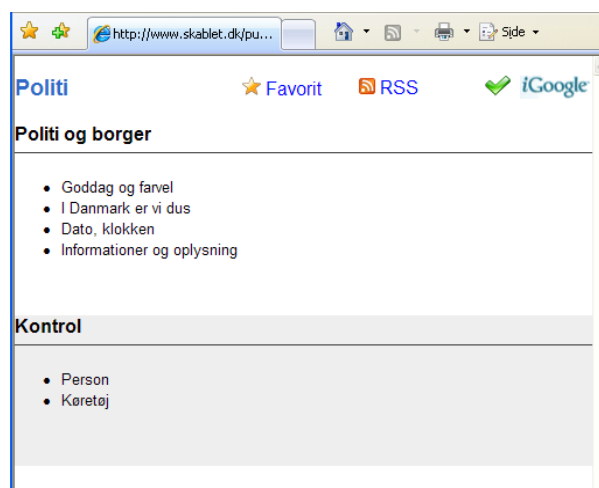 http://www.skablet.dk/pu...
Side
Politi Favorit RSS iGoogle
Politi og borger
Goddag og farvel
I Danmark er vi dus
Dato, klokken
Informationer og oplysning
Kontrol
Person
Køretøj